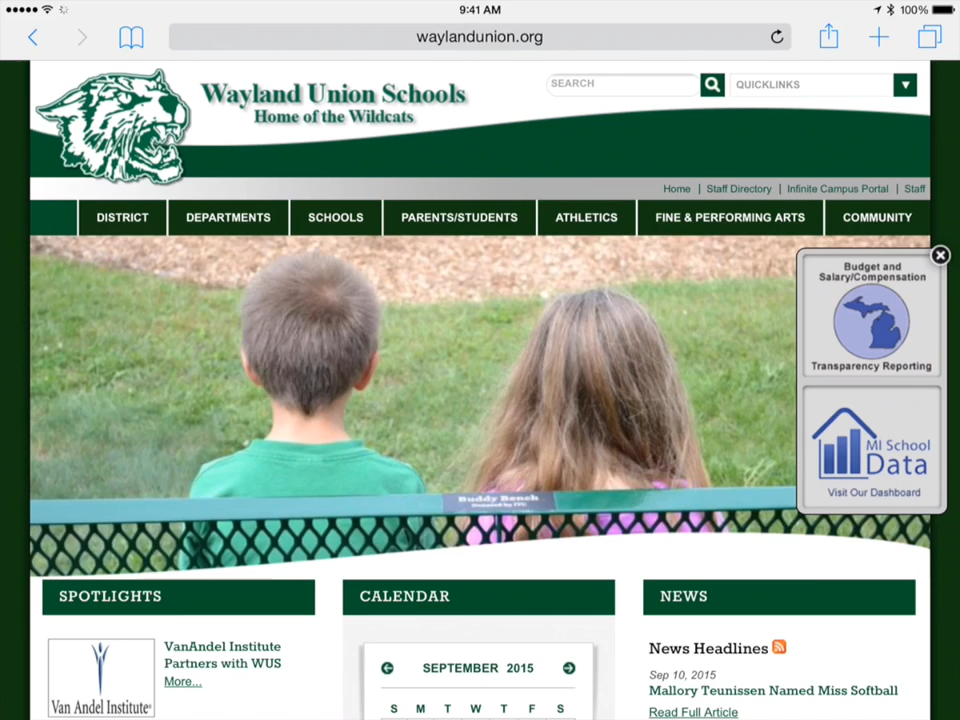 9:41 AM
100%
waylandunion.org
Wayland Union Schools
Home of the Wildcats
SEARCH
QUICKLINKS
Home | Staff Directory | Infinite Campus Portal | Staff
DISTRICT
DEPARTMENTS
SCHOOLS
PARENTS/STUDENTS
ATHLETICS
FINE & PERFORMING ARTS
COMMUNITY
Budget and
Salary/Compensation
Transparency Reporting
MI School
Data
Visit Our Dashboard
Buddy Bench
SPOTLIGHTS
VanAndel Institute
Partners with WUS
More...
Van Andel Institute®
CALENDAR
SEPTEMBER 2015
S M T W T F S
NEWS
News Headlines
Sep 10, 2015
Mallory Teunissen Named Miss Softball
Read Full Article